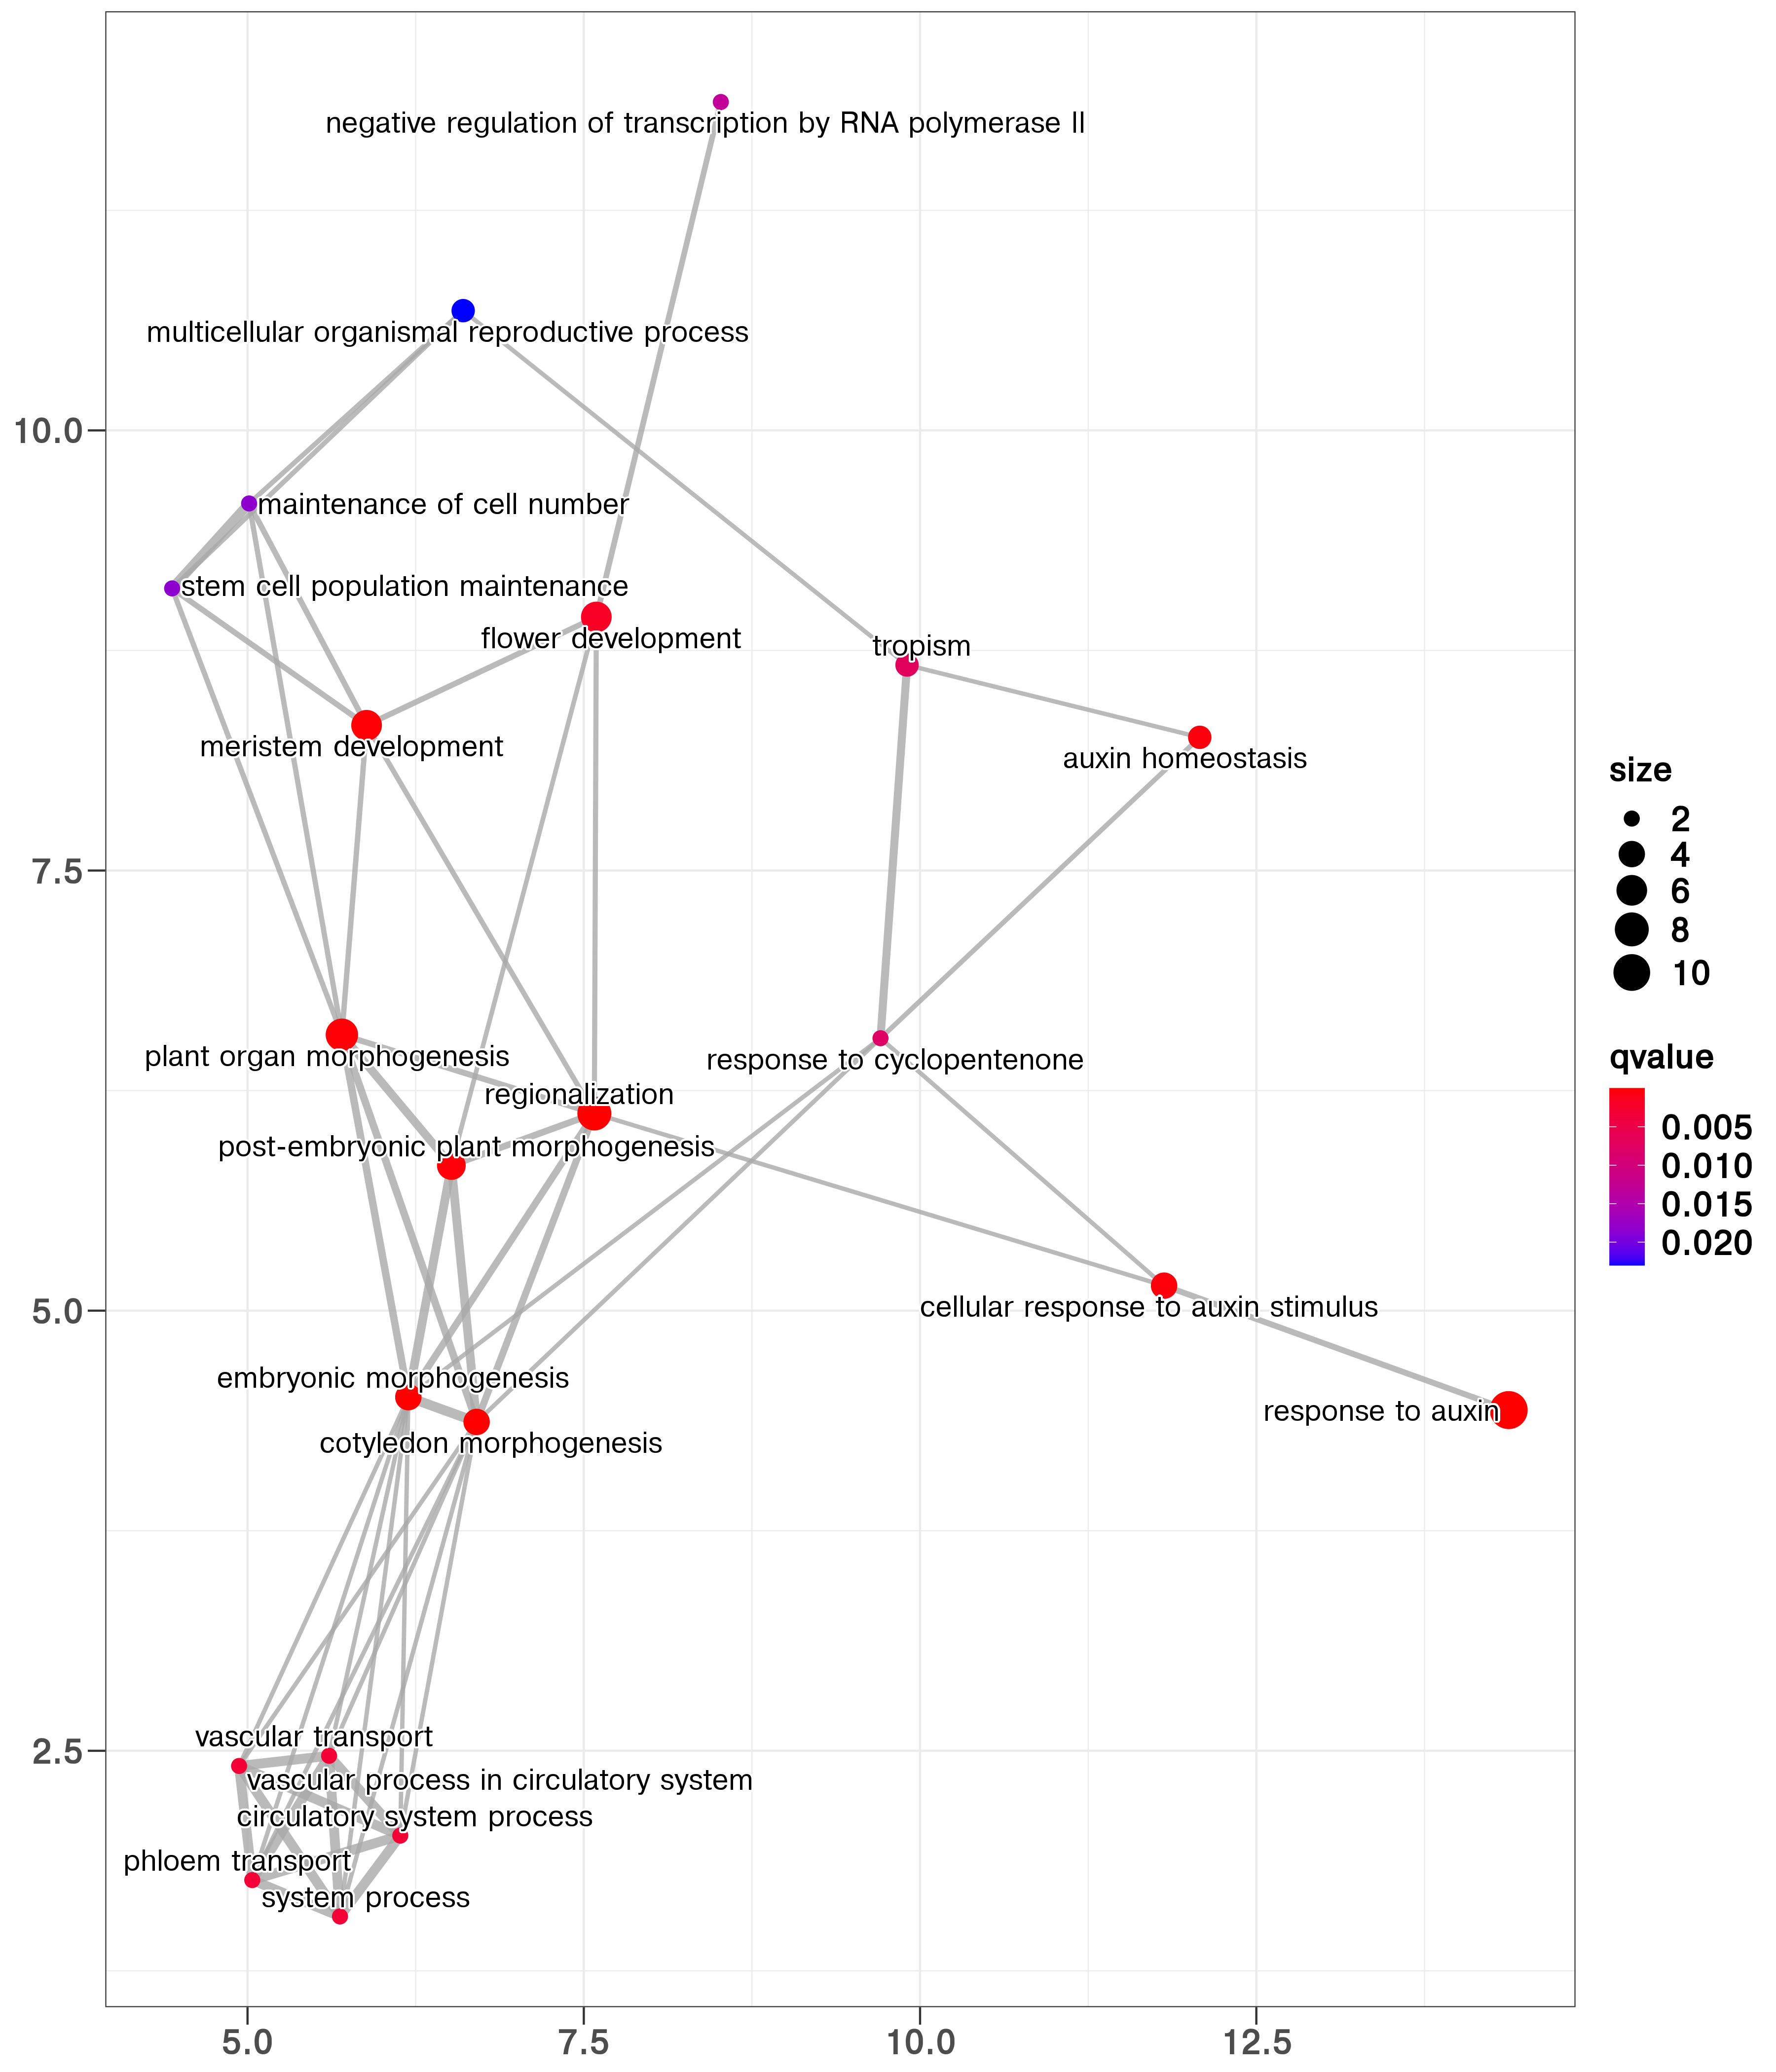 negative regulation of transcription by RNA polymerase II
multicellular organismal reproductive process
10.0
maintenance of cell number
stem cell population maintenance
flower development
tropism
meristem development
auxin homeostasis
size
2
4
7.5
6
8
10
plant organ morphogenesis
response to cyclopentenone
qvalue
regionalization
0.005
post-embryonic plant morphogenesis
0.010
0.015
0.020
5.0
cellular response to auxin stimulus
embryonic morphogenesis
response to auxin
cotyledon morphogenesis
vascular transport
2.5
vascular process in circulatory system
circulatory system process
phloem transport
system process
5.0
7.5
10.0
12.5